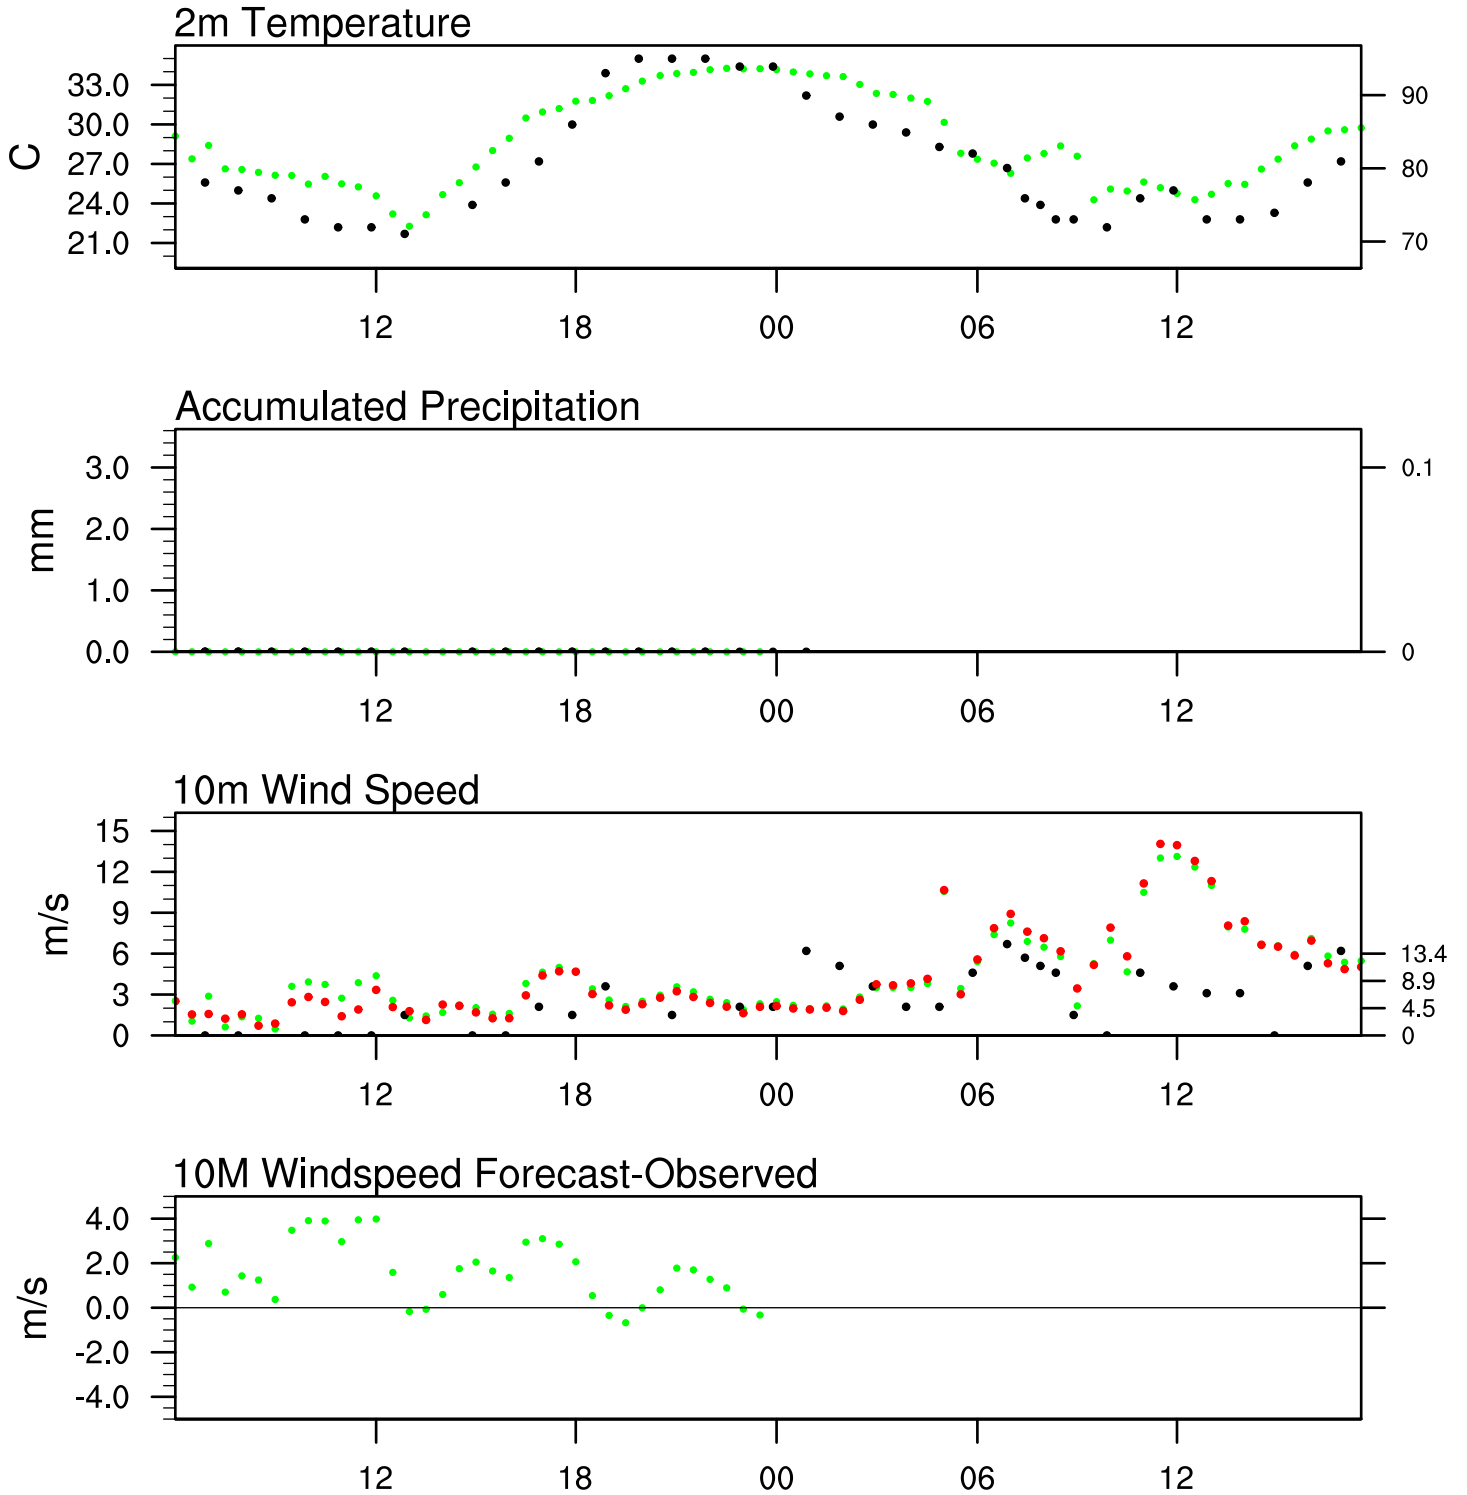 2m Temperature
33.0
30.0
27.0
24.0
21.0
C
90
80
70
12 18 00 06 12
Accumulated Precipitation
3.0
2.0
1.0
0.0
mm
0.1
0
12 18 00 06 12
10m Wind Speed
15
12
9
6
3
0
m/s
13.4
8.9
4.5
0
12 18 00 06 12
10M Windspeed Forecast-Observed
4.0
2.0
0.0
-2.0
-4.0
m/s
12 18 00 06 12